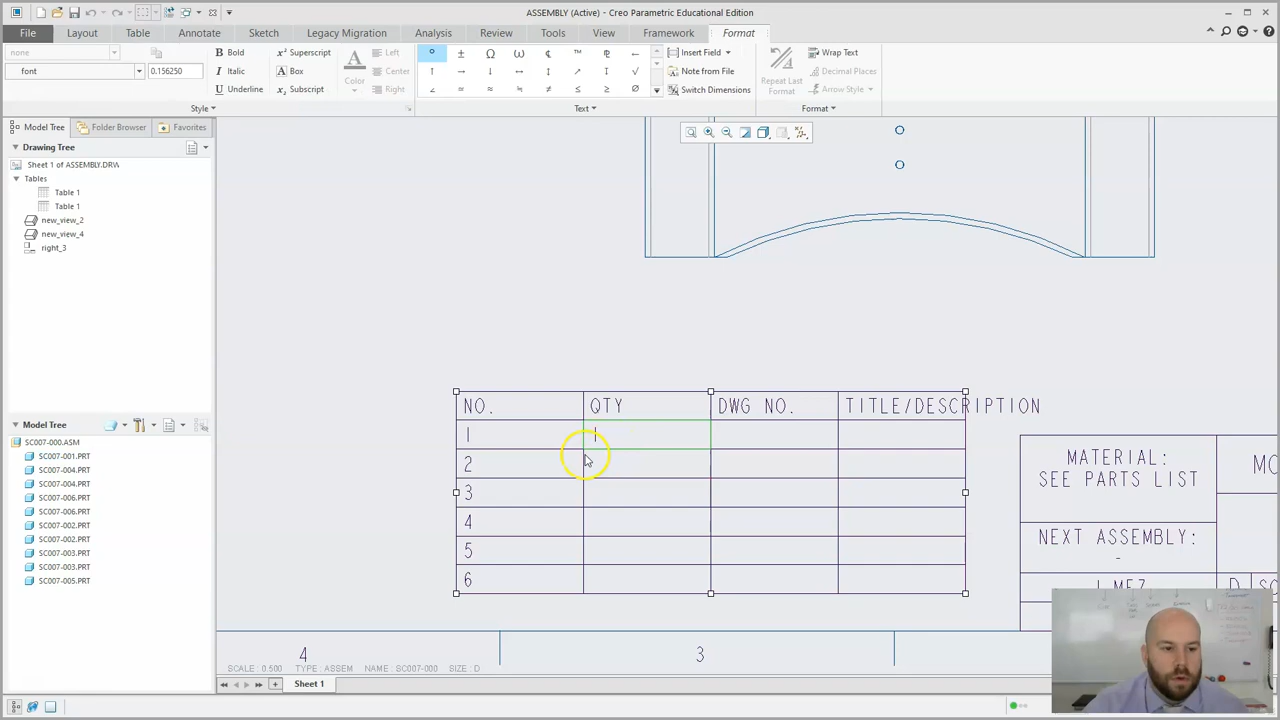 ASSEMBLY (Active) - Creo Parametric Educational Edition
File Layout Table Annotate Sketch Legacy Migration Analysis Review Tools View Framework Format
none
font 0.156250
Bold Superscript
Italic Box
Underline Subscript
Color
Left
Center
Right
Insert Field
Note from File
Switch Dimensions
Repeat Last Format
Wrap Text
Decimal Places
Arrow Style
Style Text Format
Model Tree Folder Browser Favorites
Drawing Tree
Sheet 1 of ASSEMBLY.DRW
Tables
Table 1
Table 1
new_view_2
new_view_4
right_3
Model Tree
SC007-000.ASM
SC007-001.PRT
SC007-004.PRT
SC007-004.PRT
SC007-006.PRT
SC007-006.PRT
SC007-002.PRT
SC007-002.PRT
SC007-003.PRT
SC007-003.PRT
SC007-005.PRT
NO. QTY DWG NO. TITLE/DESCRIPTION
1
2
3
4
5
6
MATERIAL:
SEE PARTS LIST
NEXT ASSEMBLY:
-
4 3
SCALE : 0.500 TYPE : ASSEM NAME : SC007-000 SIZE : D
Sheet 1